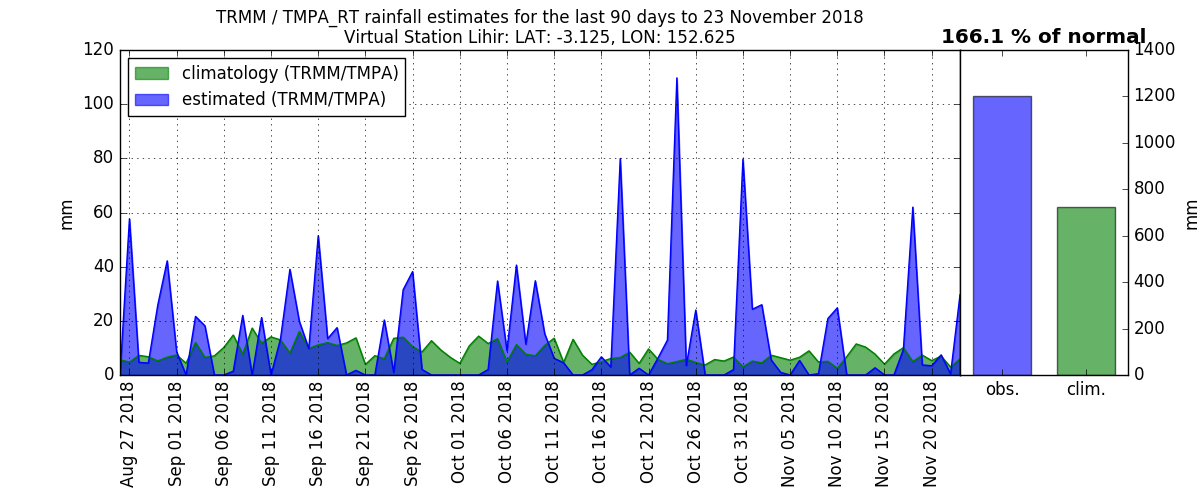 TRMM / TMPA_RT rainfall estimates for the last 90 days to 23 November 2018
Virtual Station Lihir: LAT: -3.125, LON: 152.625
166.1 % of normal
climatology (TRMM/TMPA)
estimated (TRMM/TMPA)
mm
120
100
80
60
40
20
0
Aug 27 2018
Sep 01 2018
Sep 06 2018
Sep 11 2018
Sep 16 2018
Sep 21 2018
Sep 26 2018
Oct 01 2018
Oct 06 2018
Oct 11 2018
Oct 16 2018
Oct 21 2018
Oct 26 2018
Oct 31 2018
Nov 05 2018
Nov 10 2018
Nov 15 2018
Nov 20 2018
1400
1200
1000
800
600
400
200
0
mm
obs.
clim.